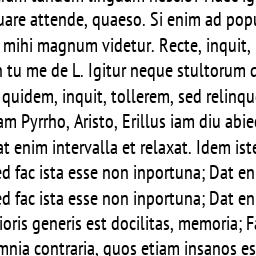 uare attende, quaeso. Si enim ad popu
mihi magnum videtur. Recte, inquit,
tu me de L. Igitur neque stultorum
quidem, inquit, tollerem, sed relinqu
am Pyrrho, Aristo, Erillus iam diu abie
at enim intervalla et relaxat. Idem iste
ed fac ista esse non inportuna; Dat en
ed fac ista esse non inportuna; Dat en
ioris generis est docilitas, memoria; Fa
mnia contraria, quos etiam insanos es